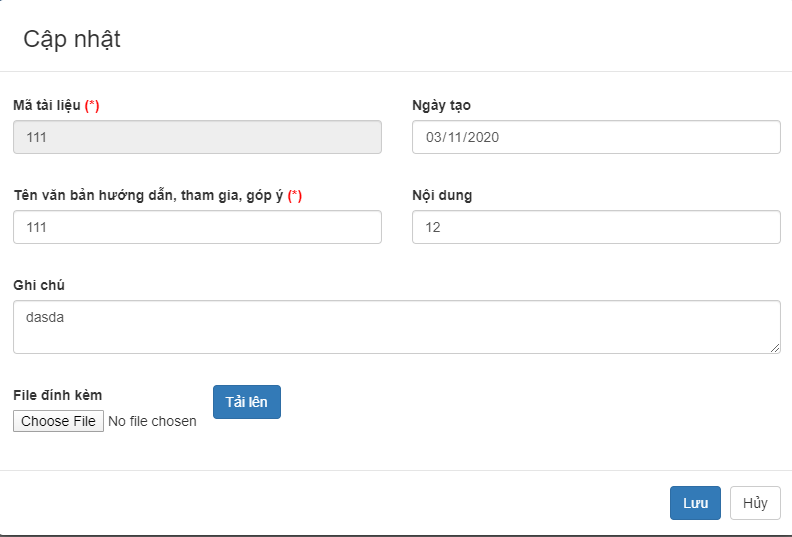 Cập nhật
Mã tài liệu (*) Ngày tạo
111 03/11/2020
Tên văn bản hướng dẫn, tham gia, góp ý (*) Nội dung
111 12
Ghi chú
dasda
File đính kèm Tải lên
Choose File No file chosen
Lưu Hủy